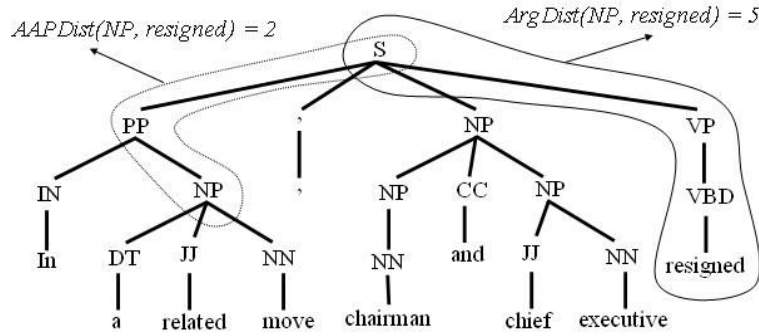 AAPDist(NP, resigned) = 2 ArgDist(NP, resigned) = 5
S
PP , NP VP
IN NP , NP CC NP VBD
In DT JJ NN NN and JJ NN resigned
a related move chairman chief executive